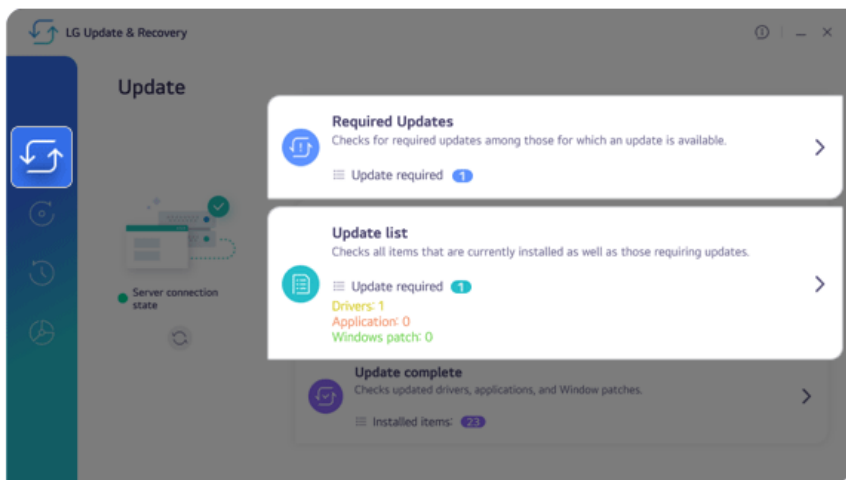 LG Update & Recovery
Update
Required Updates
Checks for required updates among those for which an update is available.
Update required 1
Update list
Checks all items that are currently installed as well as those requiring updates.
Update required 1
Drivers: 1
Application: 0
Windows patch: 0
Server connection
state
Update complete
Checks updated drivers, applications, and Window patches.
Installed items: 23